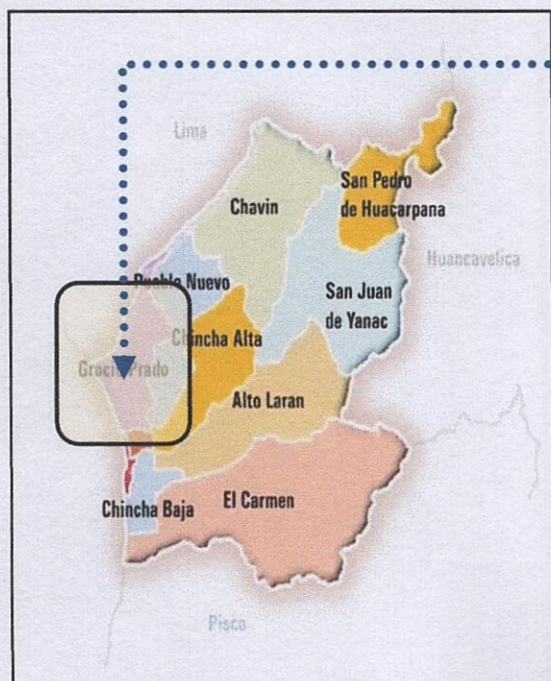 Lima
San Pedro
de Huacarpana
Chavin
Huancavelica
Pueblo Nuevo
San Juan
de Yanac
Chincha Alta
Grocio Prado
Alto Laran
El Carmen
Chincha Baja
Pisco